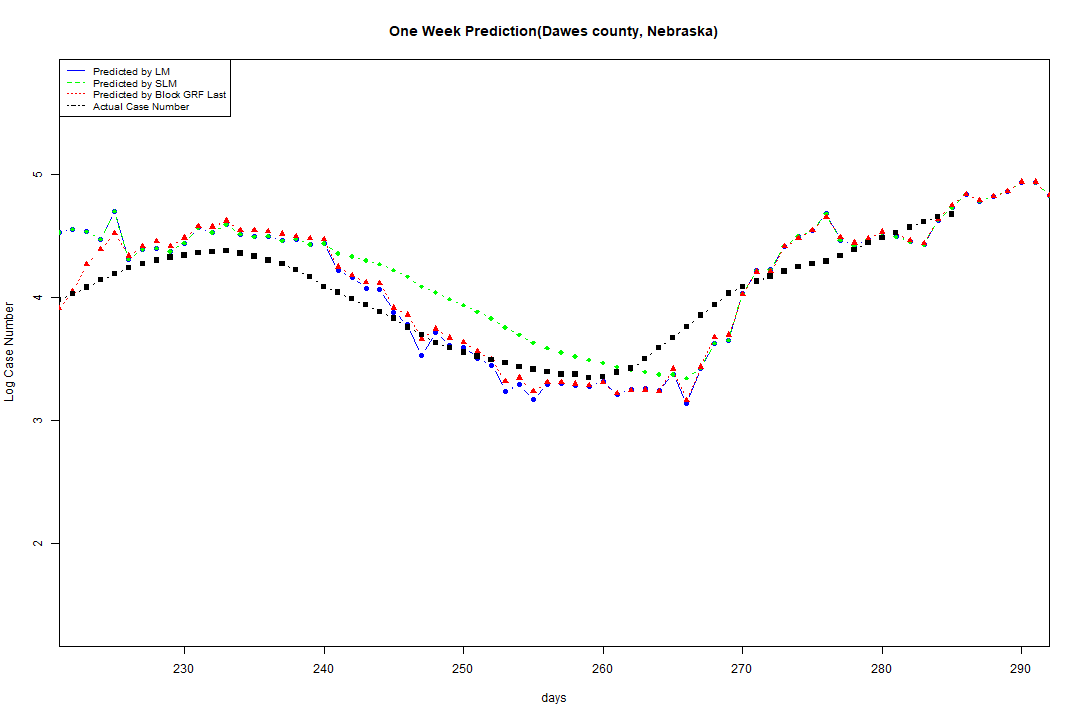 One Week Prediction(Dawes county, Nebraska)
Predicted by LM
Predicted by SLM
Predicted by Block GRF Last
Actual Case Number
5
4
3
2
Log Case Number
230 240 250 260 270 280 290
days